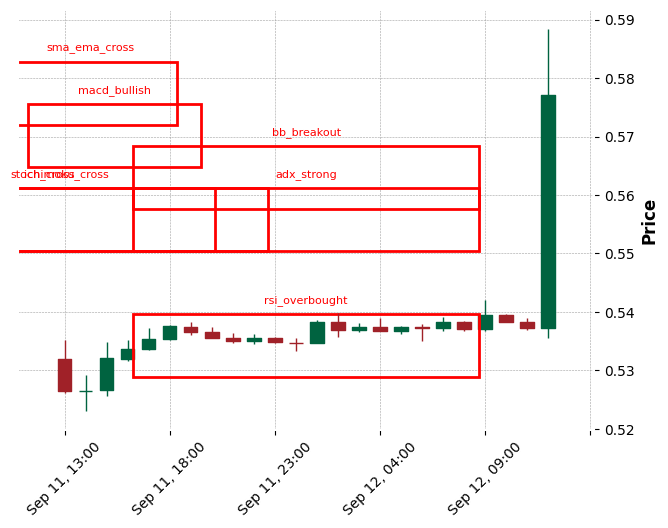 0.59
sma_ema_cross
0.58
macd_bullish
0.57
bb_breakout
adx_strong
0.56
Price
0.55
0.54
rsi_overbought
0.53
0.52
Sep 11, 13:00
Sep 11, 18:00
Sep 11, 23:00
Sep 12, 04:00
Sep 12, 09:00